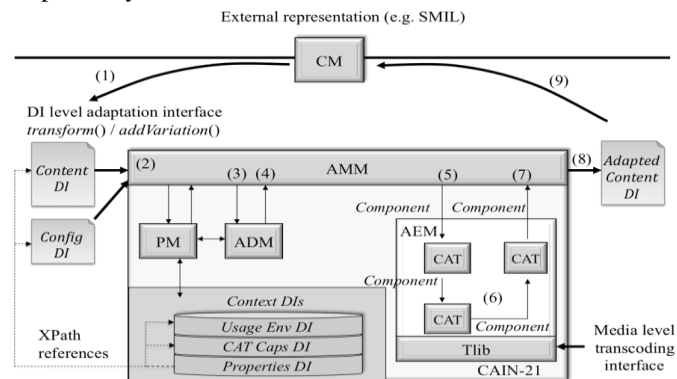 External representation (e.g. SMIL)
CM
(1)
(9)
DI level adaptation interface
transform() / addVariation()
Content
DI
(2)
AMM
(3) (4)
(5)
(7)
(8)
Adapted
Content
DI
Config
DI
PM
ADM
Component
Component
AEM
CAT
CAT
Component
CAT
(6)
Component
Context DIs
Usage Env DI
CAT Caps DI
Properties DI
XPath
references
Tlib
CAIN-21
Media level
transcoding
interface